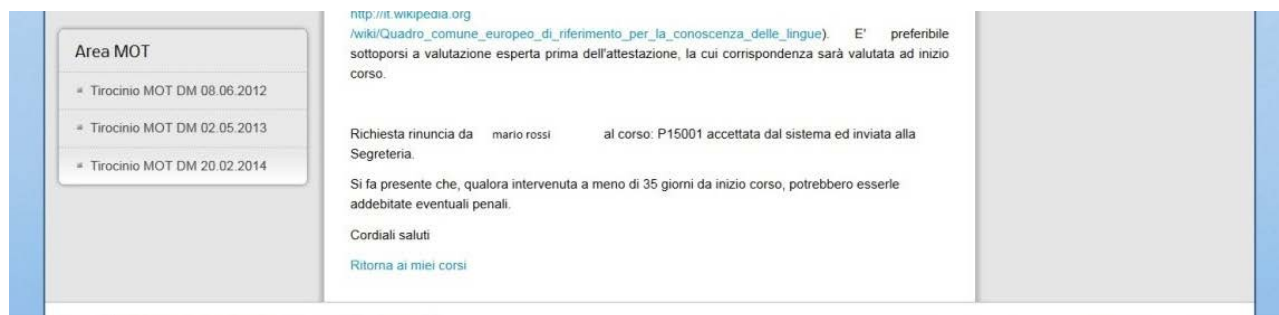 Area MOT
Tirocinio MOT DM 08.06.2012
Tirocinio MOT DM 02.05.2013
Tirocinio MOT DM 20.02.2014
http://it.wikipedia.org
/wiki/Quadro_comune_europeo_di_riferimento_per_la_conoscenza_delle_lingue). E' preferibile
sottoporsi a valutazione esperta prima dell'attestazione, la cui corrispondenza sarà valutata ad inizio
corso.
Richiesta rinuncia da mario rossi al corso: P15001 accettata dal sistema ed inviata alla
Segreteria.
Si fa presente che, qualora intervenuta a meno di 35 giorni da inizio corso, potrebbero esserle
addebitate eventuali penali.
Cordiali saluti
Ritorna ai miei corsi